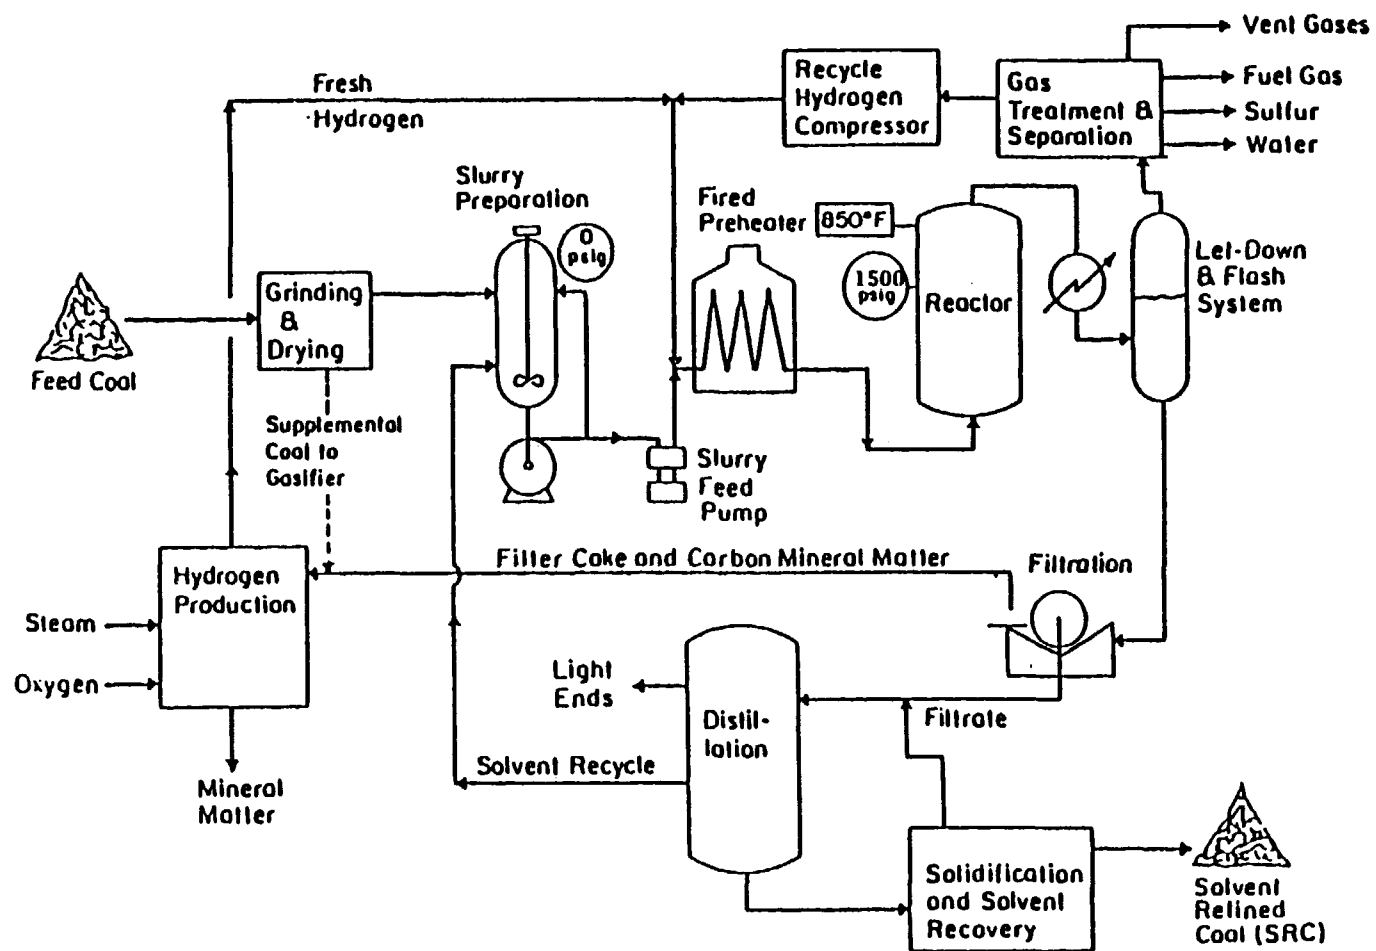 Vent Gases
Fuel Gas
Sulfur
Water
Gas
Treatment &
Separation
Recycle
Hydrogen
Compressor
Fresh
Hydrogen
Slurry
Preparation
0
psig
Fired
Preheater
850°F
1500
psig
Reactor
Let-Down
& Flash
System
Grinding
&
Drying
Feed Coal
Supplemental
Coal to
Gasifier
Slurry
Feed
Pump
Filter Cake and Carbon Mineral Matter
Filtration
Hydrogen
Production
Steam
Oxygen
Mineral
Matter
Light
Ends
Distil-
lation
Filtrate
Solvent Recycle
Solidification
and Solvent
Recovery
Solvent
Refined
Coal (SRC)